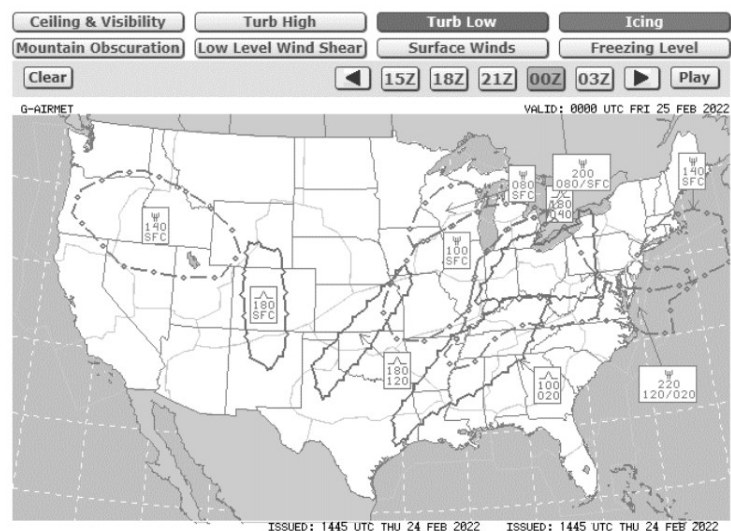 Ceiling & Visibility Turb High Turb Low Icing
Mountain Obscuration Low Level Wind Shear Surface Winds Freezing Level
Clear 15Z 18Z 21Z 00Z 03Z Play
G-AIRMET VALID: 0000 UTC FRI 25 FEB 2022
200
080/SFC
080
SFC
140
SFC
180
040
140
SFC
100
SFC
180
SFC
180
120
100
020
220
120/020
ISSUED: 1445 UTC THU 24 FEB 2022 ISSUED: 1445 UTC THU 24 FEB 2022